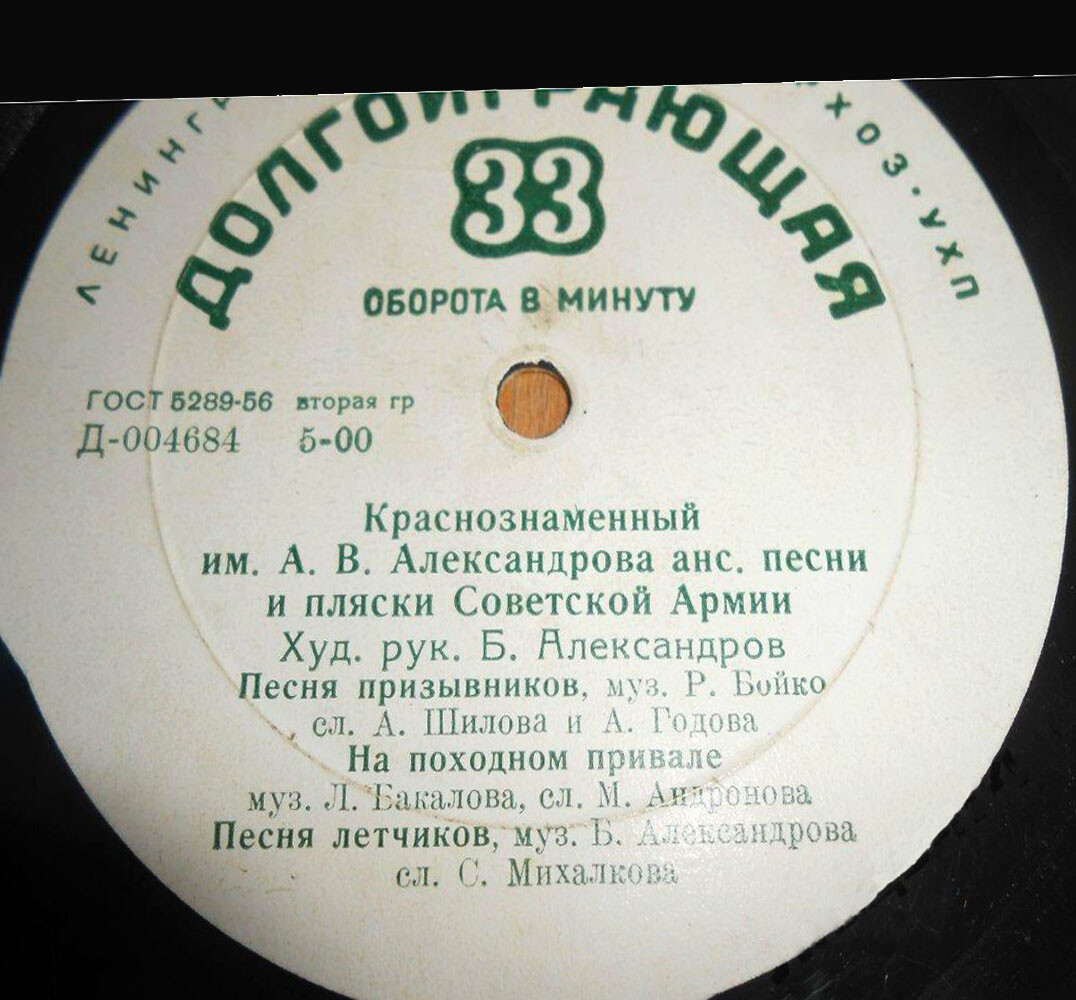 ДОЛГОИГРАЮЩАЯ
33
ОБОРОТА В МИНУТУ
ГОСТ 5289-56 вторая гр
Д-004684 5-00
Краснознаменный
им. А. В. Александрова анс. песни
и пляски Советской Армии
Худ. рук. Б. Александров
Песня призывников, муз. Р. Бойко
сл. А. Шилова и А. Годова
На походном привале
муз. Л. Бакалова, сл. М. Андронова
Песня летчиков, муз. Б. Александрова
сл. С. Михалкова